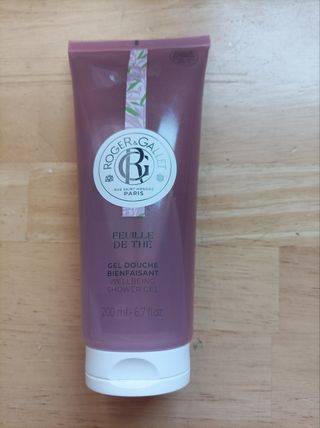 ROGER & GALLET
RG
RUE SAINT HONORÉ
PARIS
FEUILLE
DE THÉ
GEL DOUCHE
BIENFAISANT
WELLBEING
SHOWER GEL
200 ml - 6.7 fl.oz